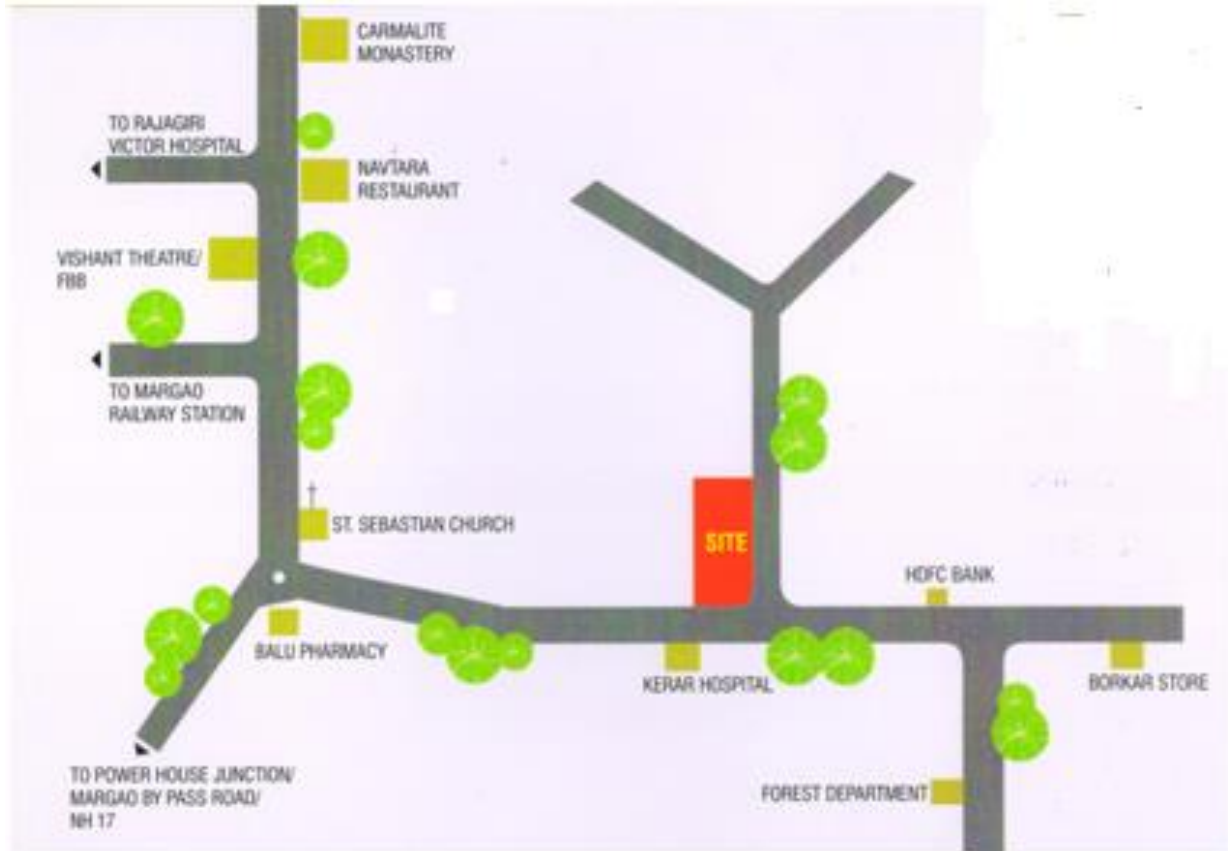 CARMALITE
MONASTERY
TO RAJAGIRI
VICTOR HOSPITAL
NAVTARA
RESTAURANT
VISHANT THEATRE/
FBB
TO MARGAO
RAILWAY STATION
ST. SEBASTIAN CHURCH
SITE
HDFC BANK
BALU PHARMACY
KERAR HOSPITAL
BORKAR STORE
TO POWER HOUSE JUNCTION/
MARGAO BY PASS ROAD/
NH 17
FOREST DEPARTMENT